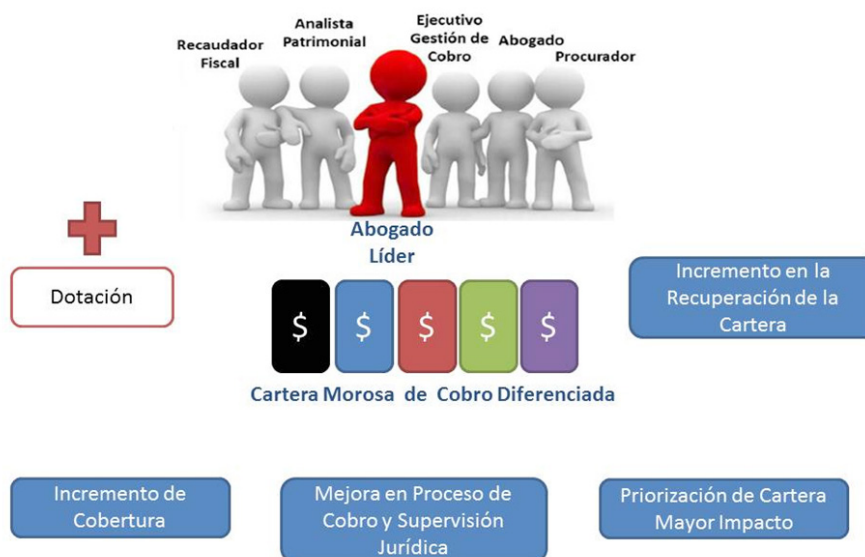 Recaudador
Fiscal
Analista
Patrimonial
Ejecutivo
Gestión de
Cobro
Abogado
Procurador
Abogado
Líder
Dotación
$ $ $ $ $
Cartera Morosa de Cobro Diferenciada
Incremento en la
Recuperación de la
Cartera
Incremento de
Cobertura
Mejora en Proceso de
Cobro y Supervisión
Jurídica
Priorización de Cartera
Mayor Impacto